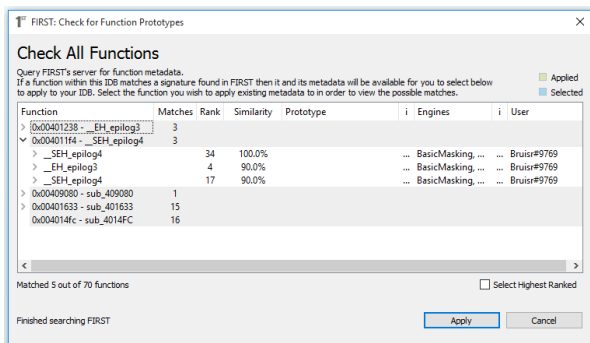 FIRST: Check for Function Prototypes
Check All Functions
Query FIRST's server for function metadata.
If a function within this IDB matches a signature found in FIRST then it and its metadata will be available for you to select below
to apply to your IDB. Select the function you wish to apply existing metadata to in order to view the possible matches.
Applied
Selected
Function Matches Rank Similarity Prototype i Engines i User
0x00401238 - __EH_epilog3 3
0x004011f4 - __SEH_epilog4 3
__SEH_epilog4 34 100.0% ... BasicMasking, ... ... Bruisr#9769
__EH_epilog3 4 90.0% ... BasicMasking, ... ... Bruisr#9769
__SEH_epilog4 17 90.0% ... BasicMasking, ... ... Bruisr#9769
0x00409080 - sub_409080 1
0x00401633 - sub_401633 15
0x004014fc - sub_4014FC 16
Matched 5 out of 70 functions
Select Highest Ranked
Finished searching FIRST
Apply
Cancel